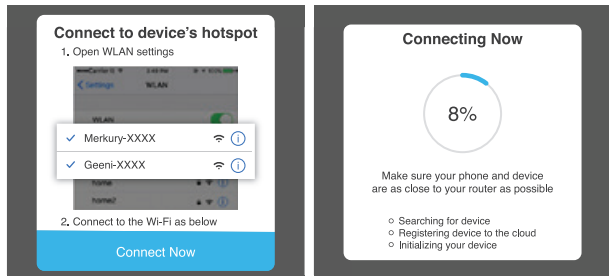 Connect to device's hotspot
1. Open WLAN settings
Settings
WLAN
WLAN
Merkury-XXXX
Geeni-XXXX
home
home2
2. Connect to the Wi-Fi as below
Connect Now
Connecting Now
8%
Make sure your phone and device
are as close to your router as possible
Searching for device
Registering device to the cloud
Initializing your device